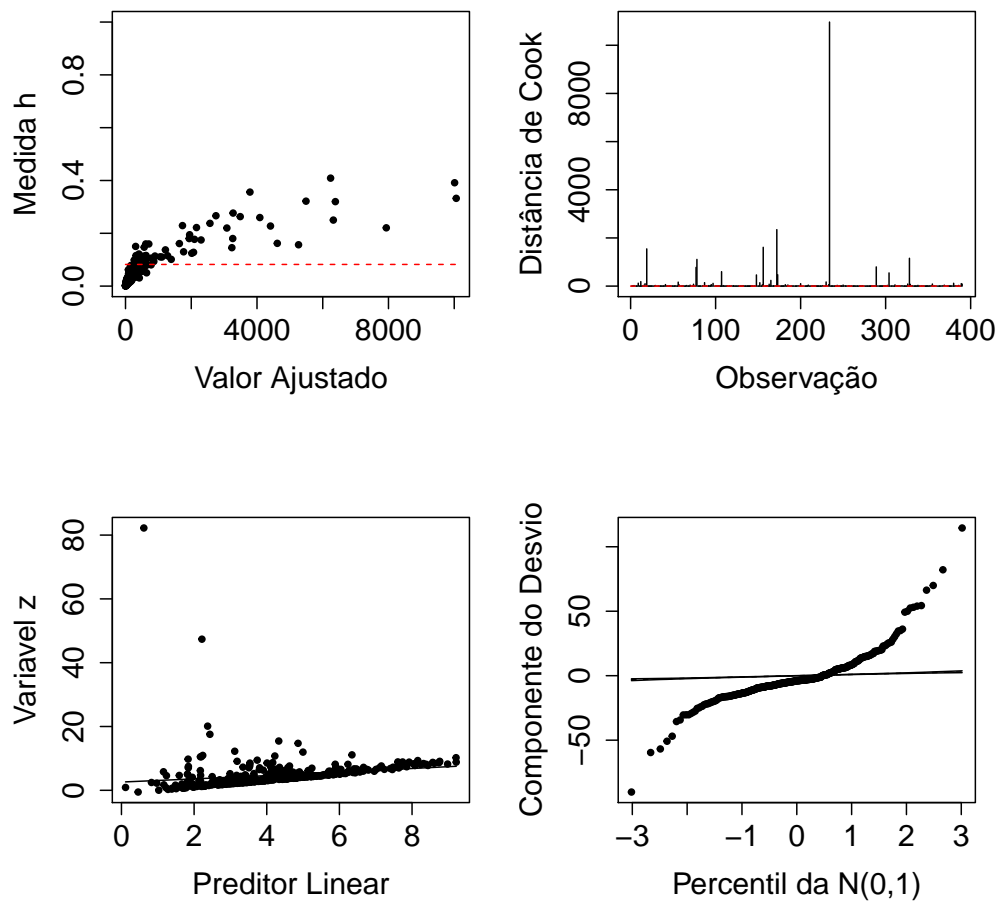 Medida h
0.0
0.4
0.8
0 4000 8000
Valor Ajustado
Distância de Cook
0
4000
8000
0 100 200 300 400
Observação
Variavel z
0
20
40
60
80
0 2 4 6 8
Preditor Linear
Componente do Desvio
−50
0
50
−3 −1 0 1 2 3
Percentil da N(0,1)